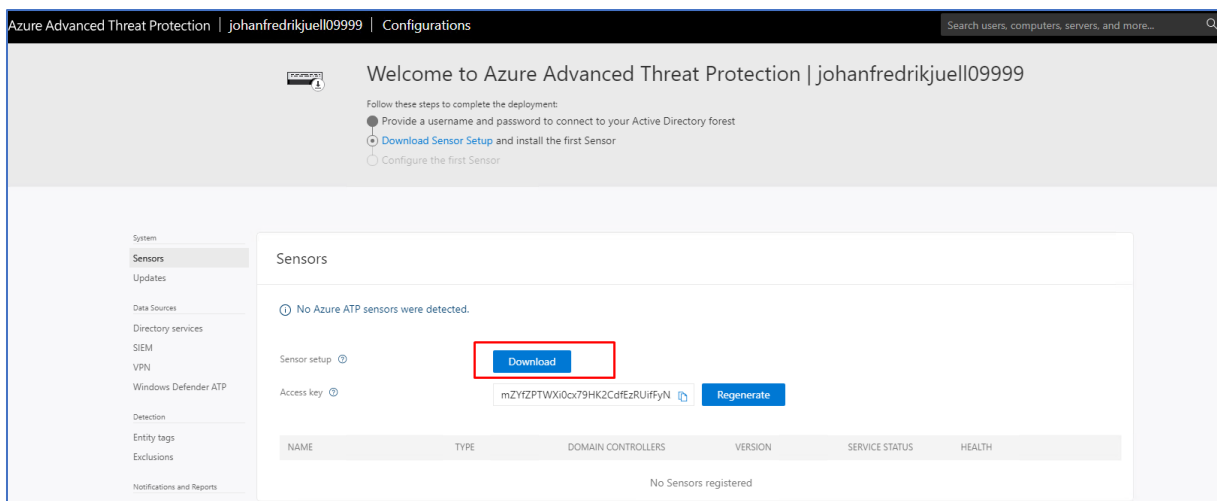 Azure Advanced Threat Protection | johanfredrikjuell09999 | Configurations
Search users, computers, servers, and more...
Welcome to Azure Advanced Threat Protection | johanfredrikjuell09999
Follow these steps to complete the deployment:
Provide a username and password to connect to your Active Directory forest
Download Sensor Setup and install the first Sensor
Configure the first Sensor
System
Sensors
Updates
Data Sources
Directory services
SIEM
VPN
Windows Defender ATP
Detection
Entity tags
Exclusions
Notifications and Reports
Sensors
No Azure ATP sensors were detected.
Sensor setup
Download
Access key
mZYfZPTWXi0cx79HK2CdfEzRUifFyN
Regenerate
NAME TYPE DOMAIN CONTROLLERS VERSION SERVICE STATUS HEALTH
No Sensors registered